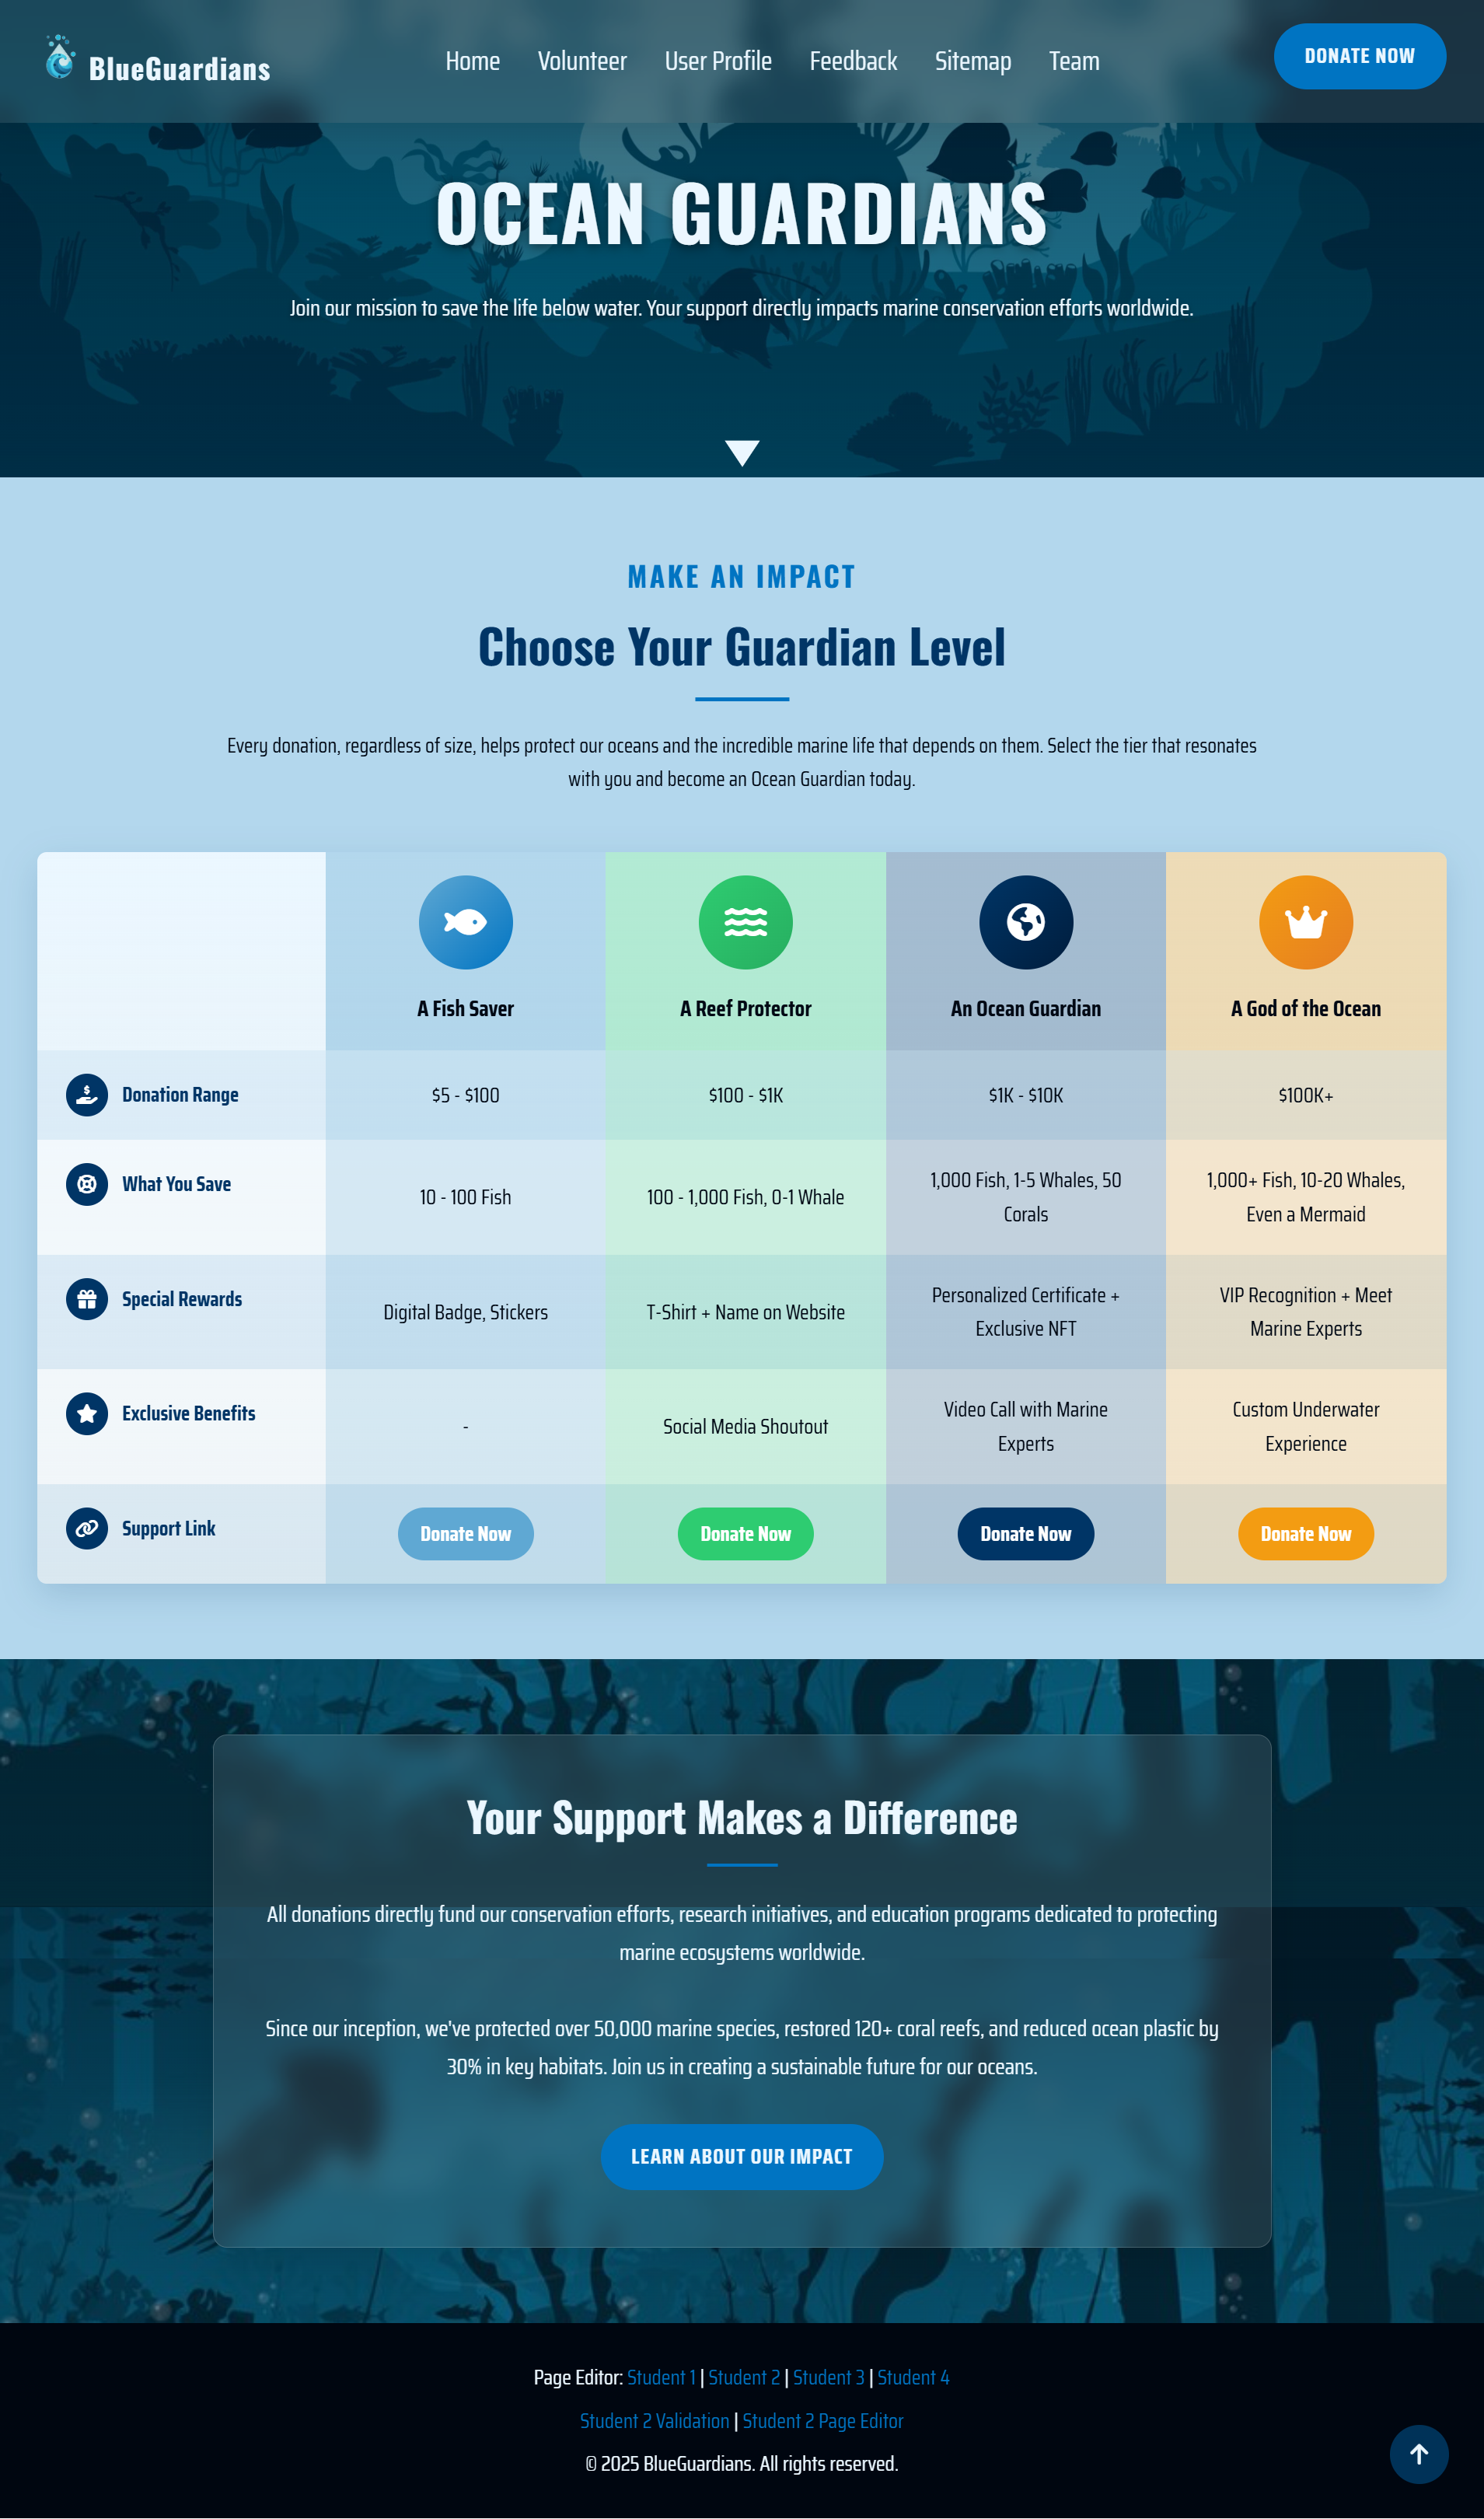 BlueGuardians
Home Volunteer User Profile Feedback Sitemap Team
DONATE NOW
OCEAN GUARDIANS
Join our mission to save the life below water. Your support directly impacts marine conservation efforts worldwide.
MAKE AN IMPACT
Choose Your Guardian Level
Every donation, regardless of size, helps protect our oceans and the incredible marine life that depends on them. Select the tier that resonates
with you and become an Ocean Guardian today.
A Fish Saver A Reef Protector An Ocean Guardian A God of the Ocean
Donation Range $5 - $100 $100 - $1K $1K - $10K $100K+
What You Save 10 - 100 Fish 100 - 1,000 Fish, 0-1 Whale
1,000 Fish, 1-5 Whales, 50
Corals
1,000+ Fish, 10-20 Whales,
Even a Mermaid
Special Rewards Digital Badge, Stickers T-Shirt + Name on Website
Personalized Certificate +
Exclusive NFT
VIP Recognition + Meet
Marine Experts
Exclusive Benefits - Social Media Shoutout
Video Call with Marine
Experts
Custom Underwater
Experience
Support Link Donate Now Donate Now Donate Now Donate Now
Your Support Makes a Difference
All donations directly fund our conservation efforts, research initiatives, and education programs dedicated to protecting
marine ecosystems worldwide.
Since our inception, we've protected over 50,000 marine species, restored 120+ coral reefs, and reduced ocean plastic by
30% in key habitats. Join us in creating a sustainable future for our oceans.
LEARN ABOUT OUR IMPACT
Page Editor: Student 1 | Student 2 | Student 3 | Student 4
Student 2 Validation | Student 2 Page Editor
© 2025 BlueGuardians. All rights reserved.